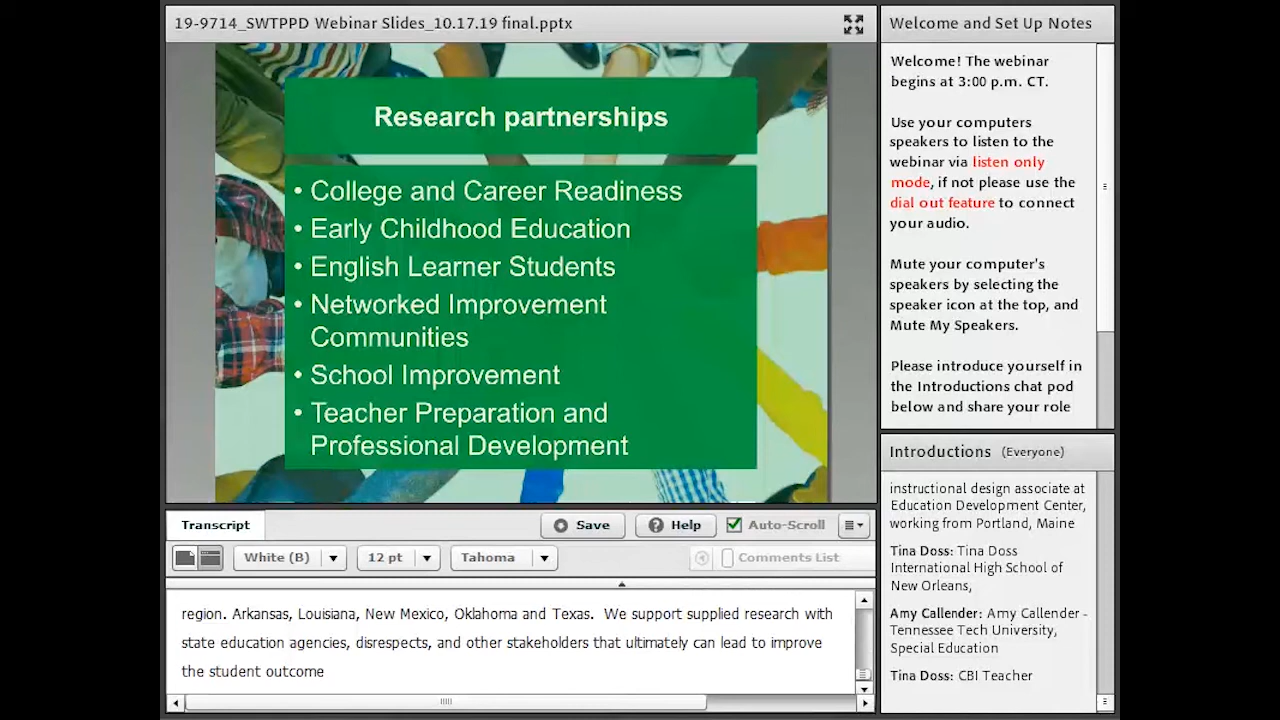 19-9714_SWTPPD Webinar Slides_10.17.19 final.pptx
Research partnerships
• College and Career Readiness
• Early Childhood Education
• English Learner Students
• Networked Improvement
Communities
• School Improvement
• Teacher Preparation and
Professional Development
Transcript
Save
Help
Auto-Scroll
White (B)
12 pt
Tahoma
Comments List
region. Arkansas, Louisiana, New Mexico, Oklahoma and Texas.  We support supplied research with
state education agencies, disrespects, and other stakeholders that ultimately can lead to improve
the student outcome
Welcome and Set Up Notes
Welcome! The webinar
begins at 3:00 p.m. CT.
Use your computers
speakers to listen to the
webinar via listen only
mode, if not please use the
dial out feature to connect
your audio.
Mute your computer's
speakers by selecting the
speaker icon at the top, and
Mute My Speakers.
Please introduce yourself in
the Introductions chat pod
below and share your role
Introductions (Everyone)
instructional design associate at
Education Development Center,
working from Portland, Maine
Tina Doss: Tina Doss
International High School of
New Orleans,
Amy Callender: Amy Callender -
Tennessee Tech University,
Special Education
Tina Doss: CBI Teacher